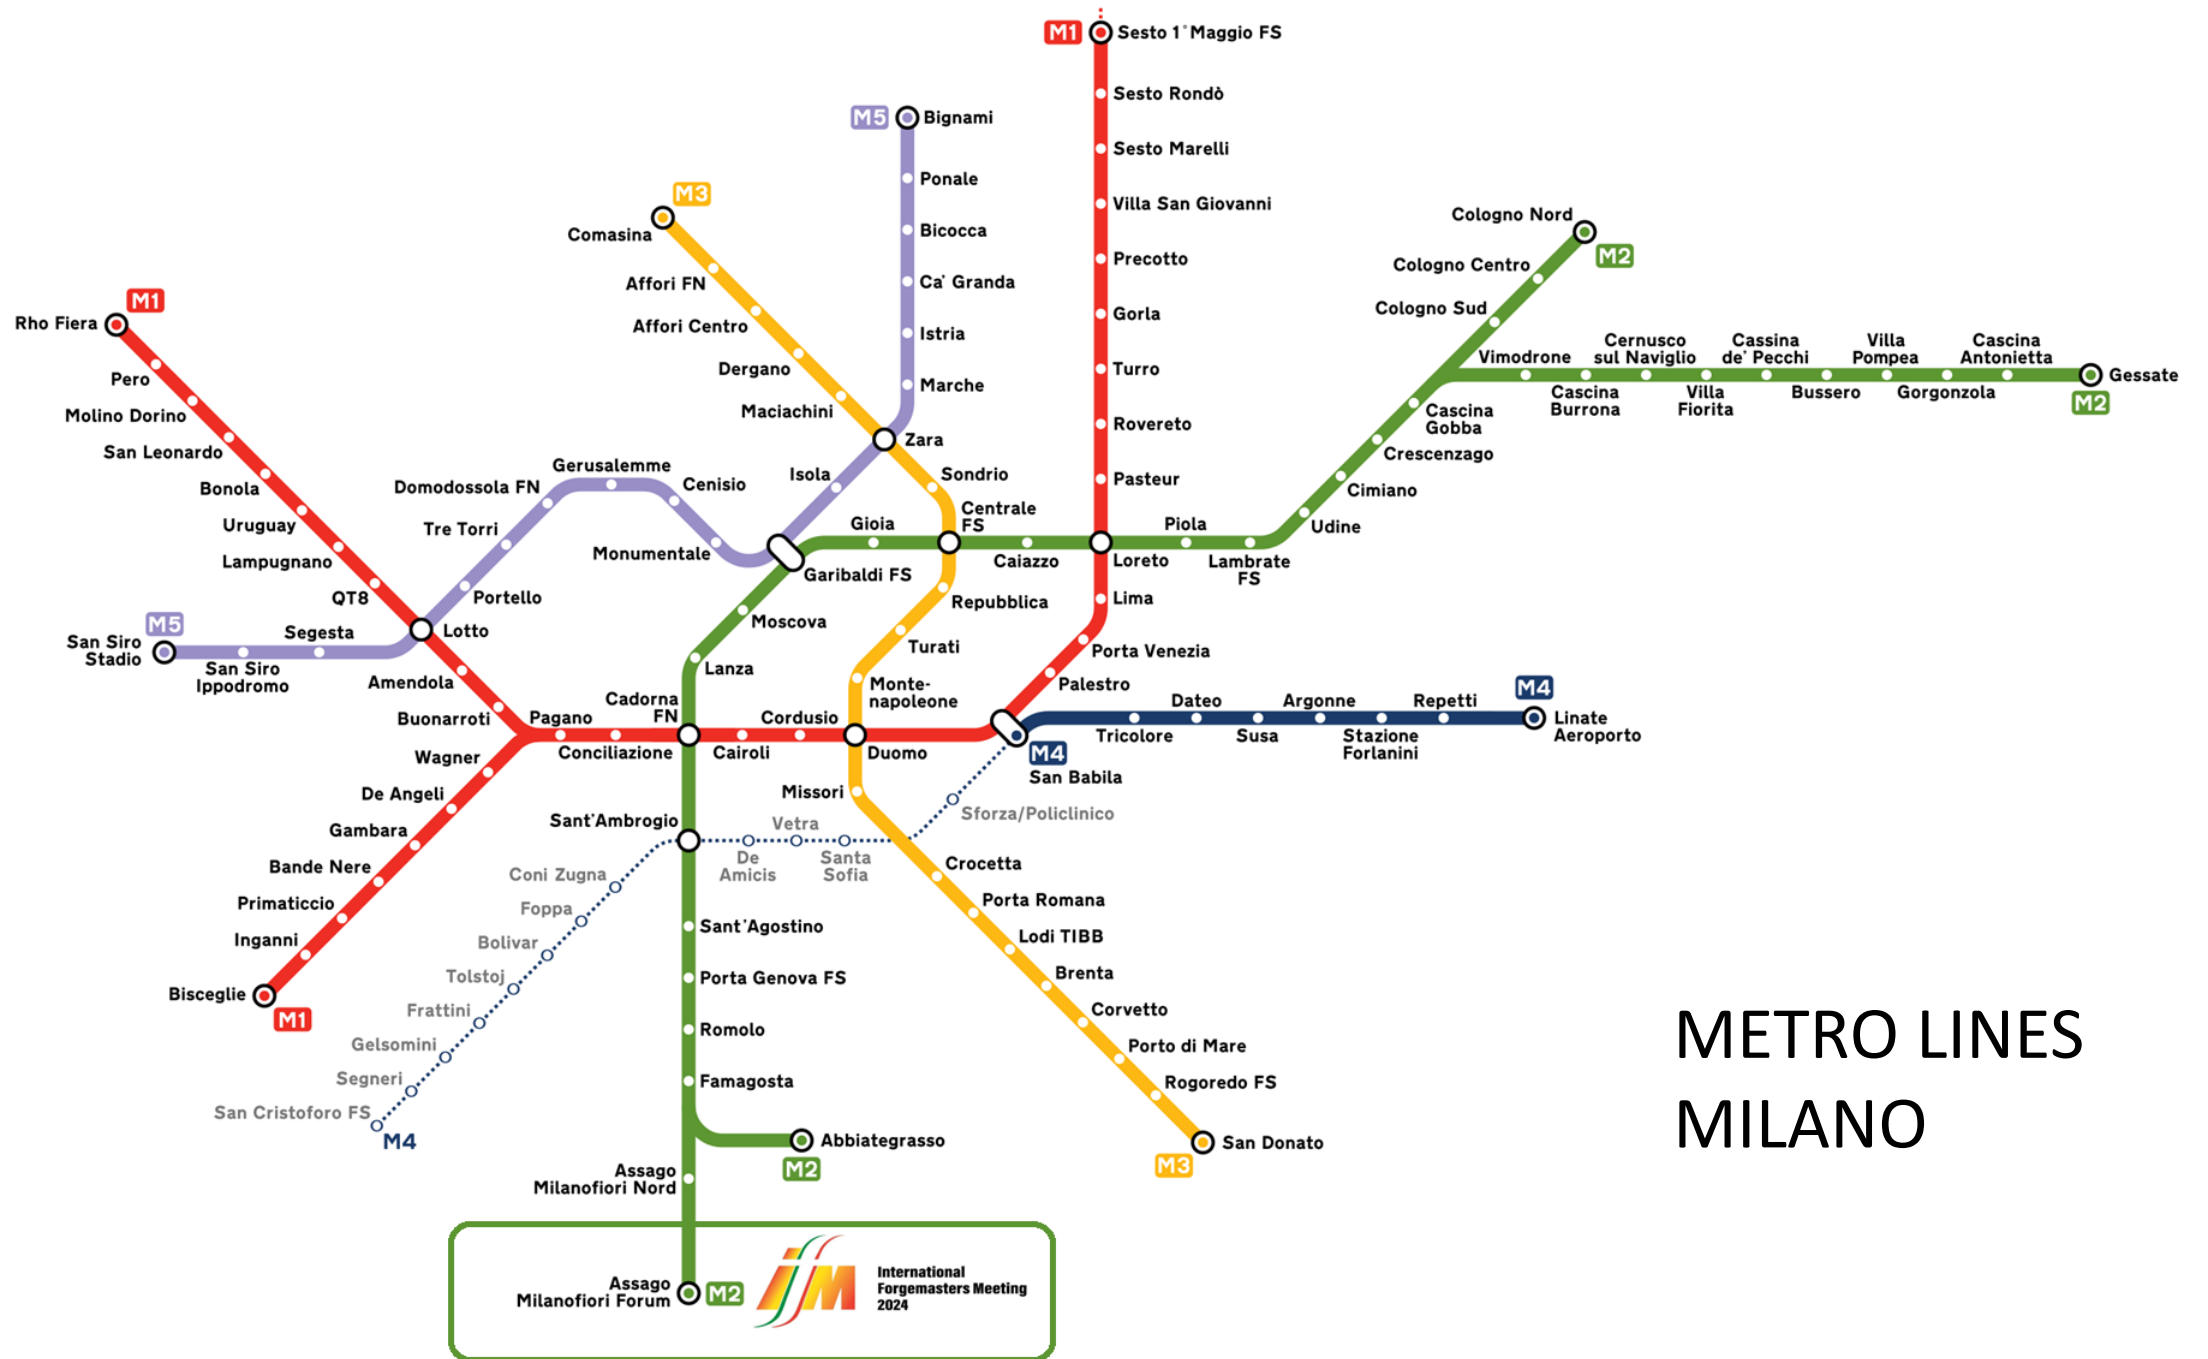 M1
Sesto 1° Maggio FS
Sesto Rondò
Sesto Marelli
Villa San Giovanni
Precotto
Gorla
Turro
Rovereto
Pasteur
Loreto
Lima
Porta Venezia
Palestro
M5
Bignami
Ponale
Bicocca
Ca' Granda
Istria
Marche
Zara
Isola
M3
Comasina
Affori FN
Affori Centro
Dergano
Maciachini
Sondrio
Centrale
FS
Repubblica
Turati
Monte-
napoleone
Cologno Nord
M2
Cologno Centro
Cologno Sud
Vimodrone
Cascina
Burrona
Cernusco
sul Naviglio
Villa
Fiorita
Cassina
de' Pecchi
Bussero
Villa
Pompea
Gorgonzola
Cascina
Antonietta
Gessate
M2
Cascina
Gobba
Crescenzago
Cimiano
Udine
Lambrate
FS
Piola
Caiazzo
Gioia
Garibaldi FS
Moscova
Lanza
Cadorna
FN
M1
Rho Fiera
Pero
Molino Dorino
San Leonardo
Bonola
Uruguay
Lampugnano
QT8
Lotto
Amendola
Buonarroti
Pagano
Conciliazione
Cairoli
Cordusio
Duomo
Monumentale
Cenisio
Gerusalemme
Domodossola FN
Tre Torri
Portello
M5
San Siro
Stadio
San Siro
Ippodromo
Segesta
Wagner
De Angeli
Gambara
Bande Nere
Primaticcio
Inganni
Bisceglie
M1
M4
San Babila
Tricolore
Dateo
Susa
Argonne
Stazione
Forlanini
Repetti
M4
Linate
Aeroporto
Sforza/Policlinico
Missori
Santa
Sofia
Vetra
De
Amicis
Sant'Ambrogio
Coni Zugna
Foppa
Bolivar
Tolstoj
Frattini
Gelsomini
Segneri
San Cristoforo FS
M4
Crocetta
Porta Romana
Lodi TIBB
Brenta
Corvetto
Porto di Mare
Rogoredo FS
San Donato
M3
Sant'Agostino
Porta Genova FS
Romolo
Famagosta
Abbiategrasso
M2
Assago
Milanofiori Nord
Assago
Milanofiori Forum
M2
ifM
International
Forgemasters Meeting
2024
METRO LINES
MILANO